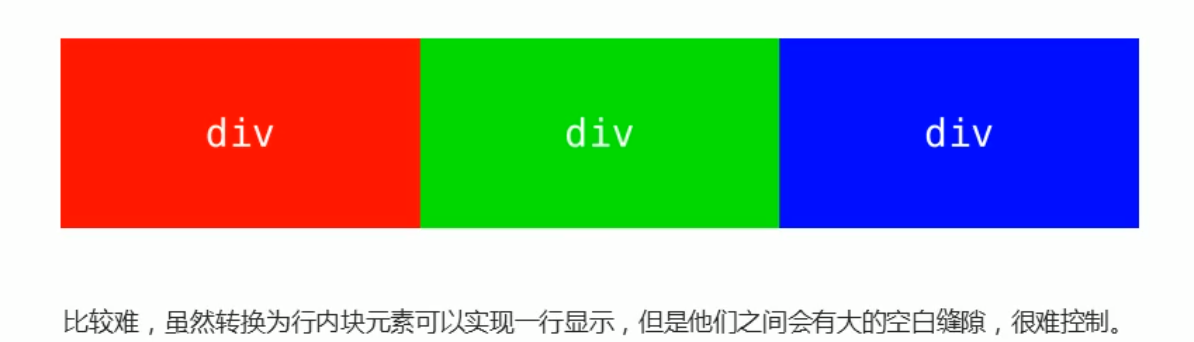 div div div
比较难，虽然转换为行内块元素可以实现一行显示，但是他们之间会有大的空白缝隙，很难控制。